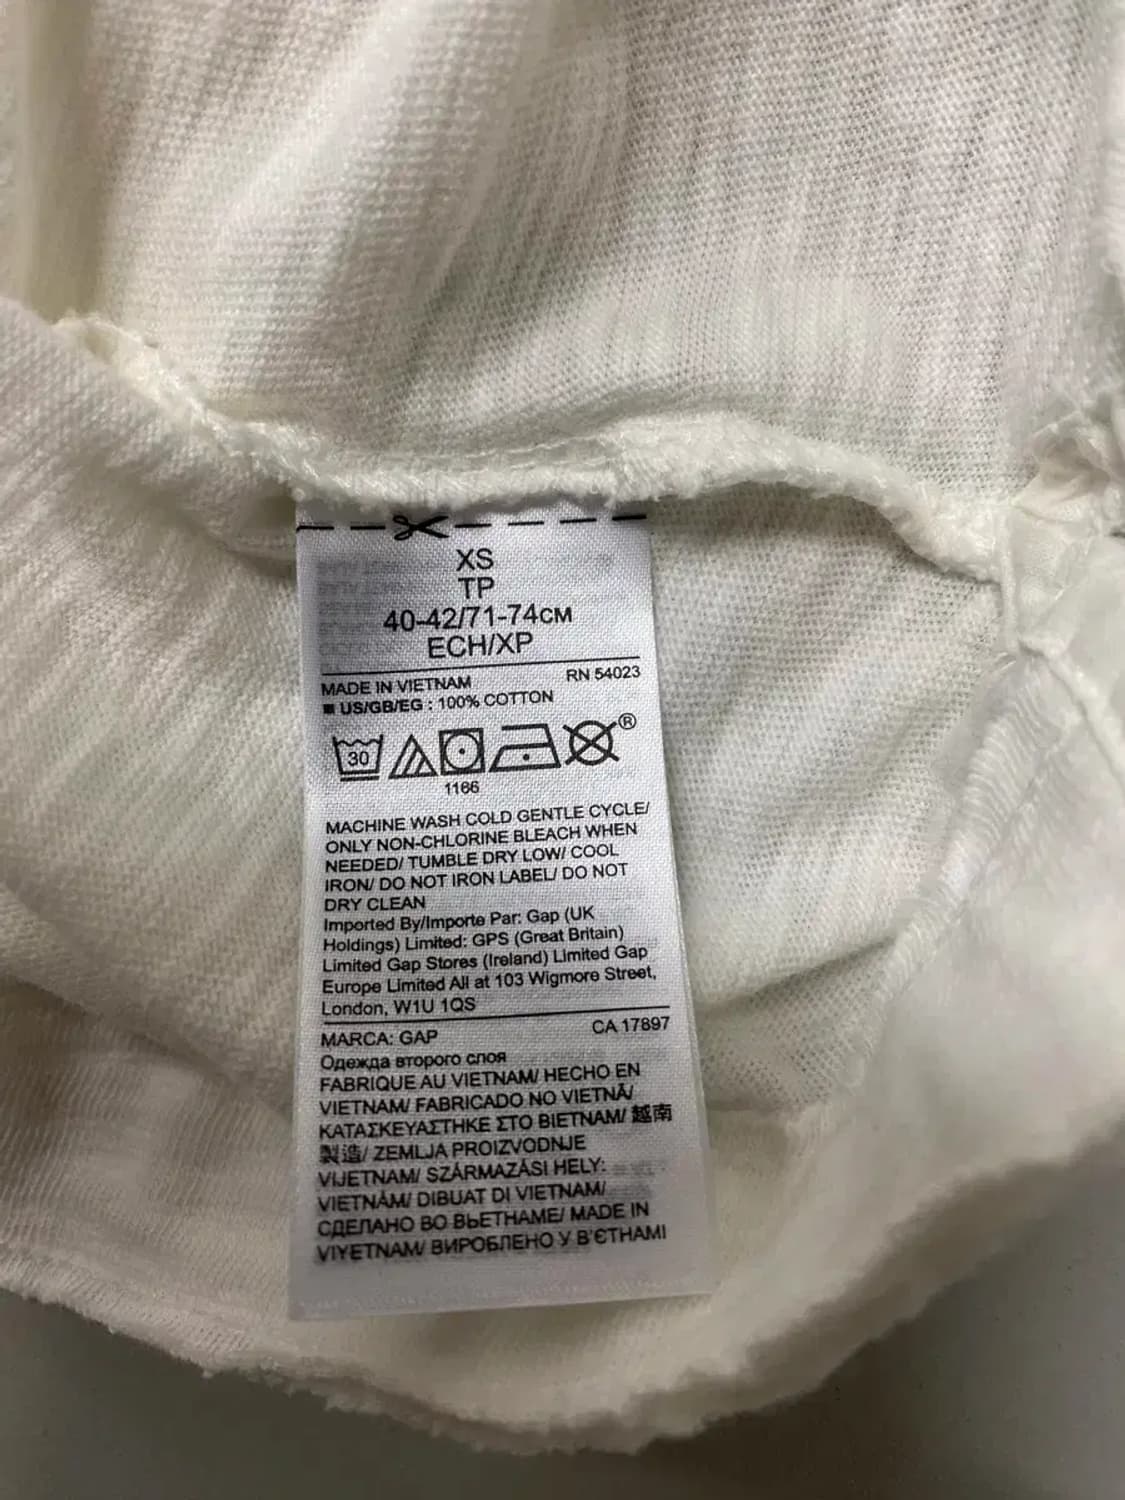 XS
TP
40-42/71-74CM
ECH/XP
MADE IN VIETNAM RN 54023
■ US/GB/EG : 100% COTTON
30 ®
1166
MACHINE WASH COLD GENTLE CYCLE/
ONLY NON-CHLORINE BLEACH WHEN
NEEDED/ TUMBLE DRY LOW/ COOL
IRON/ DO NOT IRON LABEL/ DO NOT
DRY CLEAN
Imported By/Importe Par: Gap (UK
Holdings) Limited: GPS (Great Britain)
Limited Gap Stores (Ireland) Limited Gap
Europe Limited All at 103 Wigmore Street,
London, W1U 1QS
MARCA: GAP CA 17897
Одежда второго слоя
FABRIQUE AU VIETNAM/ HECHO EN
VIETNAM/ FABRICADO NO VIETNÃ/
ΚΑΤΑΣΚΕΥΑΣΤΗΚΕ ΣΤΟ ΒΙΕΤΝΑΜ/ 越南
製造/ ZEMLJA PROIZVODNJE
VIJETNAM/ SZÁRMAZÁSI HELY:
VIETNÁM/ DIBUAT DI VIETNAM/
СДЕЛАНО ВО ВЬЕТНАМЕ/ MADE IN
VIYETNAM/ ВИРОБЛЕНО У В'ЄТНАМІ